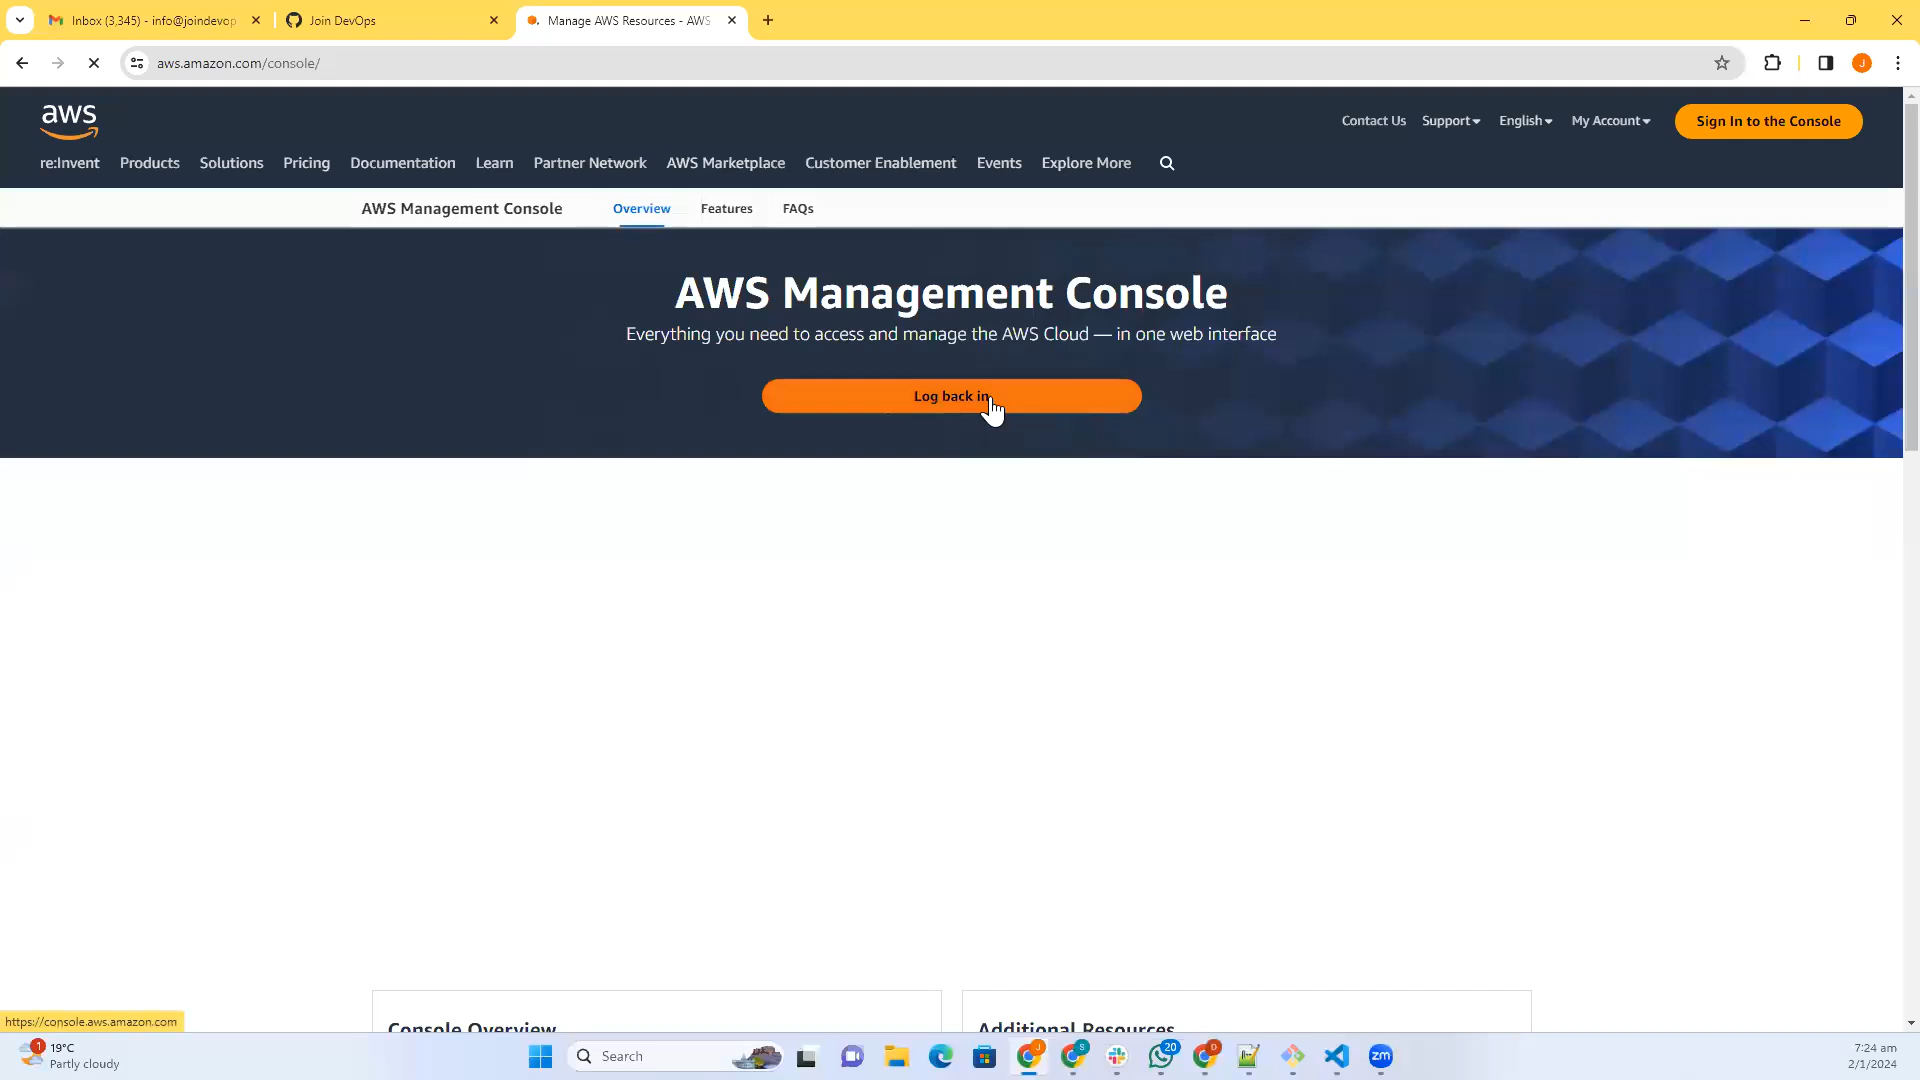 Inbox (3,345) - info@joindevop
Join DevOps
Manage AWS Resources - AWS
aws.amazon.com/console/
J
aws
Contact Us
Support
English
My Account
Sign In to the Console
re:Invent
Products
Solutions
Pricing
Documentation
Learn
Partner Network
AWS Marketplace
Customer Enablement
Events
Explore More
AWS Management Console
Overview
Features
FAQs
AWS Management Console
Everything you need to access and manage the AWS Cloud — in one web interface
Log back in
Console Overview
Additional Resources
https://console.aws.amazon.com
1
19°C
Partly cloudy
Search
J
S
20
D
zm
7:24 am
2/1/2024